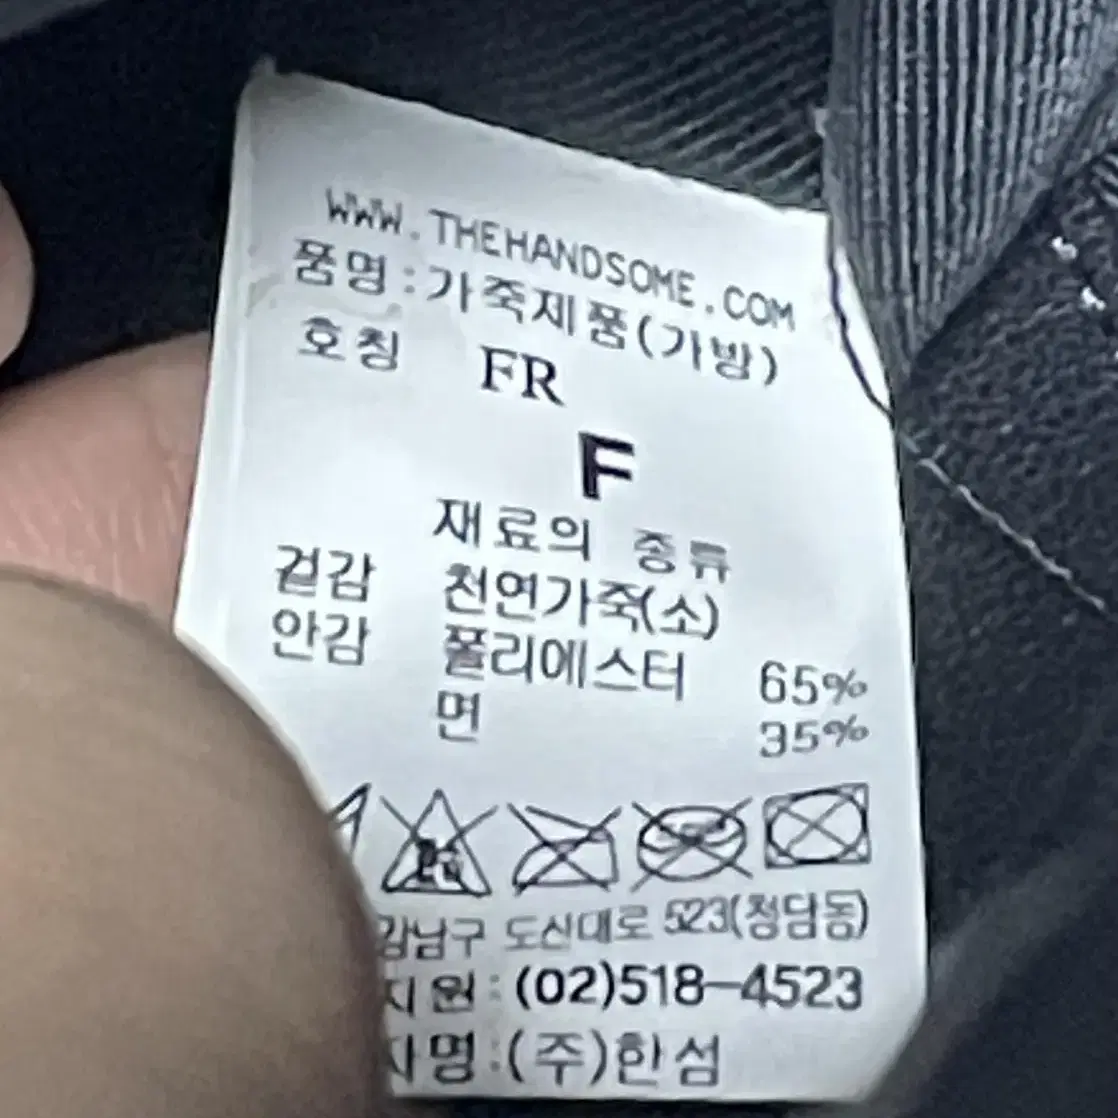 WWW.THEHANDSOME.COM
품명:가죽제품(가방)
호칭 FR
F
재료의 종류
겉감 천연가죽(소)
안감 폴리에스터 65%
면 35%
강남구 도산대로 523(청담동)
지원:(02)518-4523
자명:(주)한섬